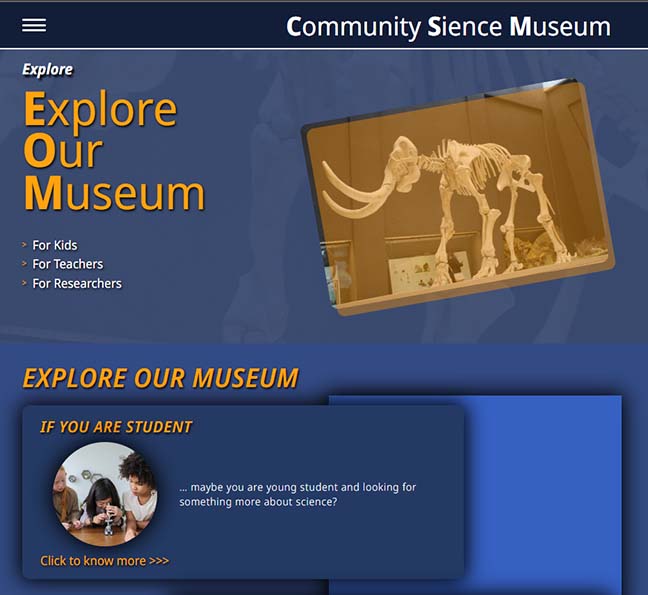 Community Sience Museum
Explore
Explore
Our
Museum
> For Kids
> For Teachers
> For Researchers
EXPLORE OUR MUSEUM
IF YOU ARE STUDENT
... maybe you are young student and looking for
something more about science?
Click to know more >>>